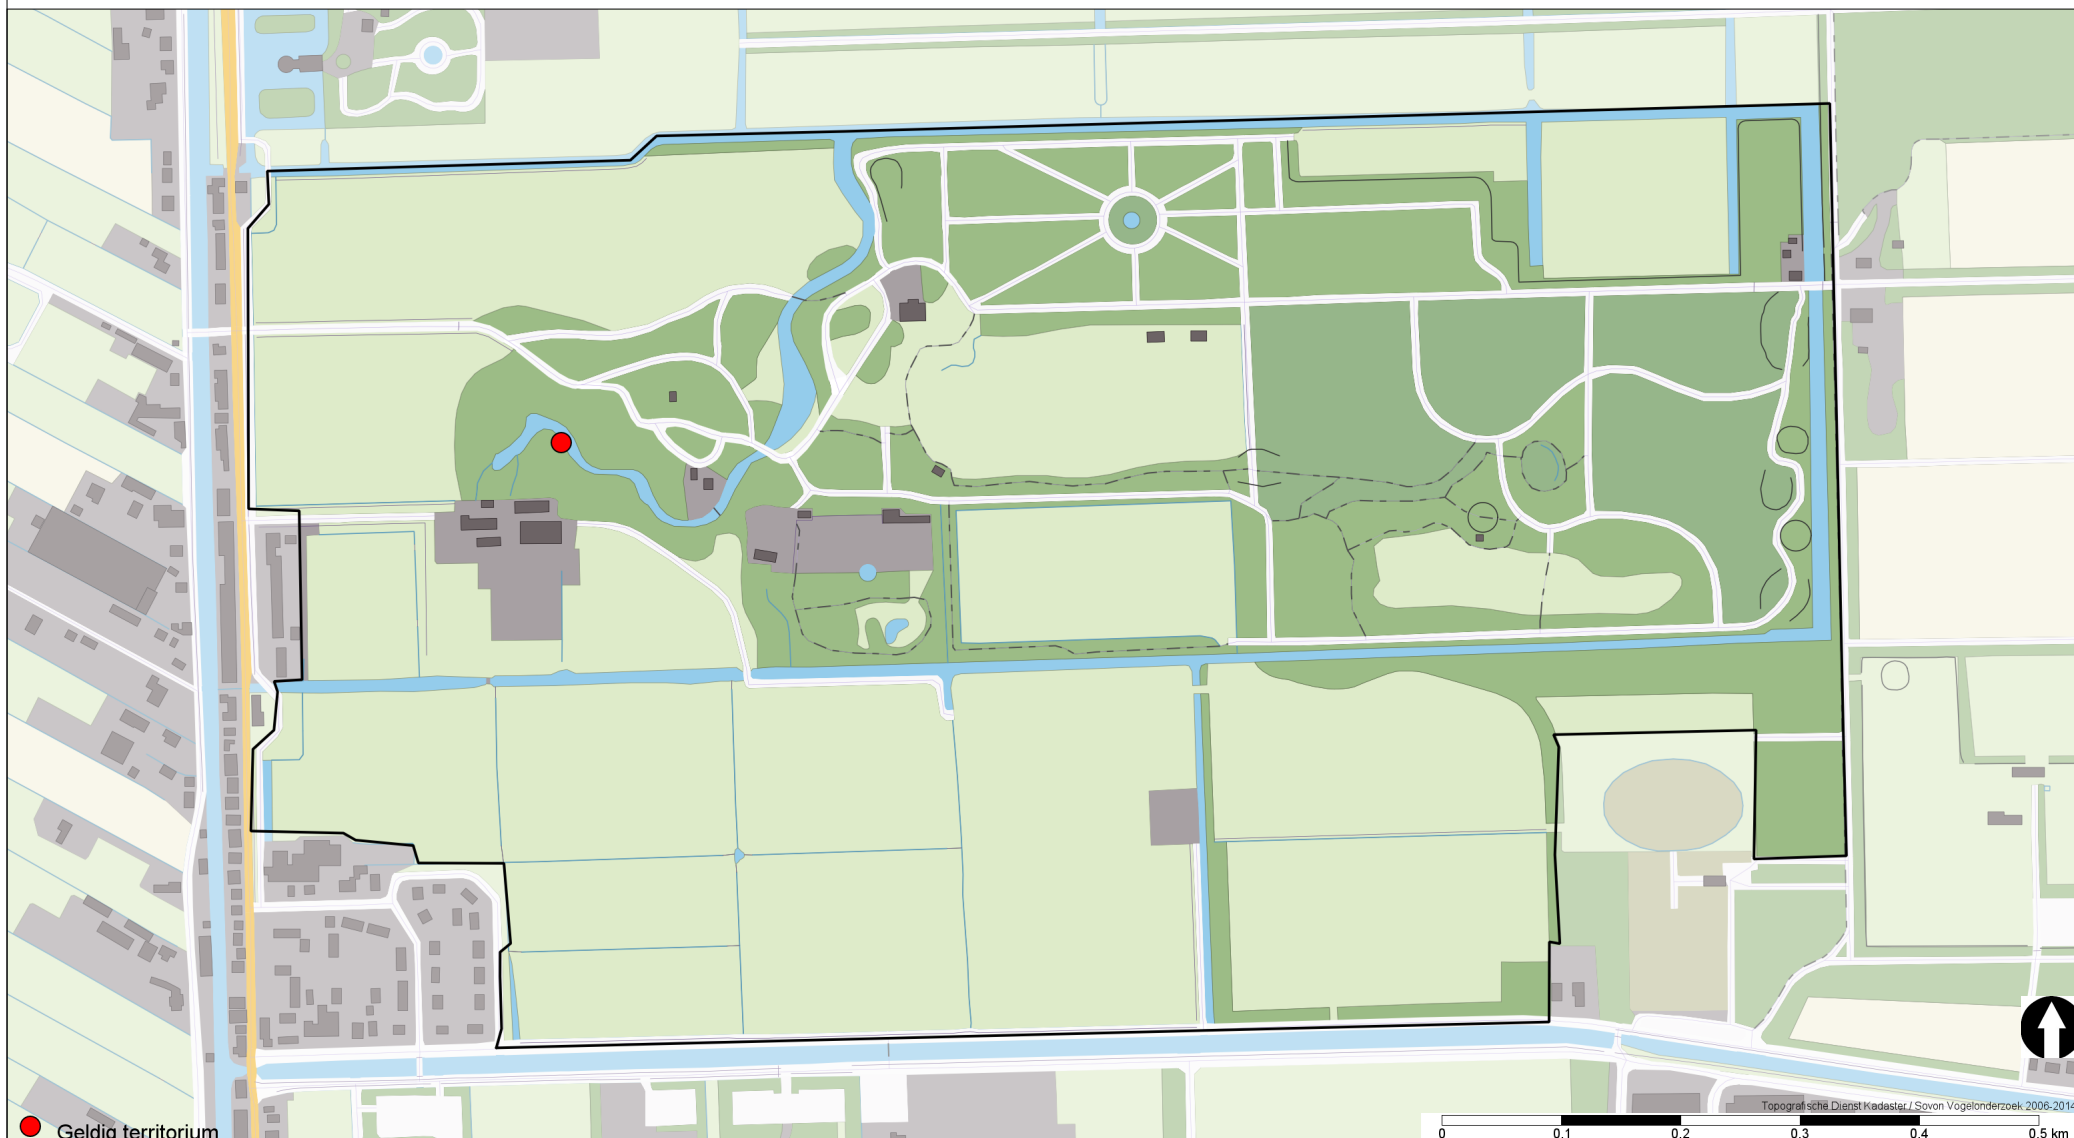 Topografische Dienst Kadaster / Sovon Vogelonderzoek 2006-2014
Geldig territorium
0 0.1 0.2 0.3 0.4 0.5 km